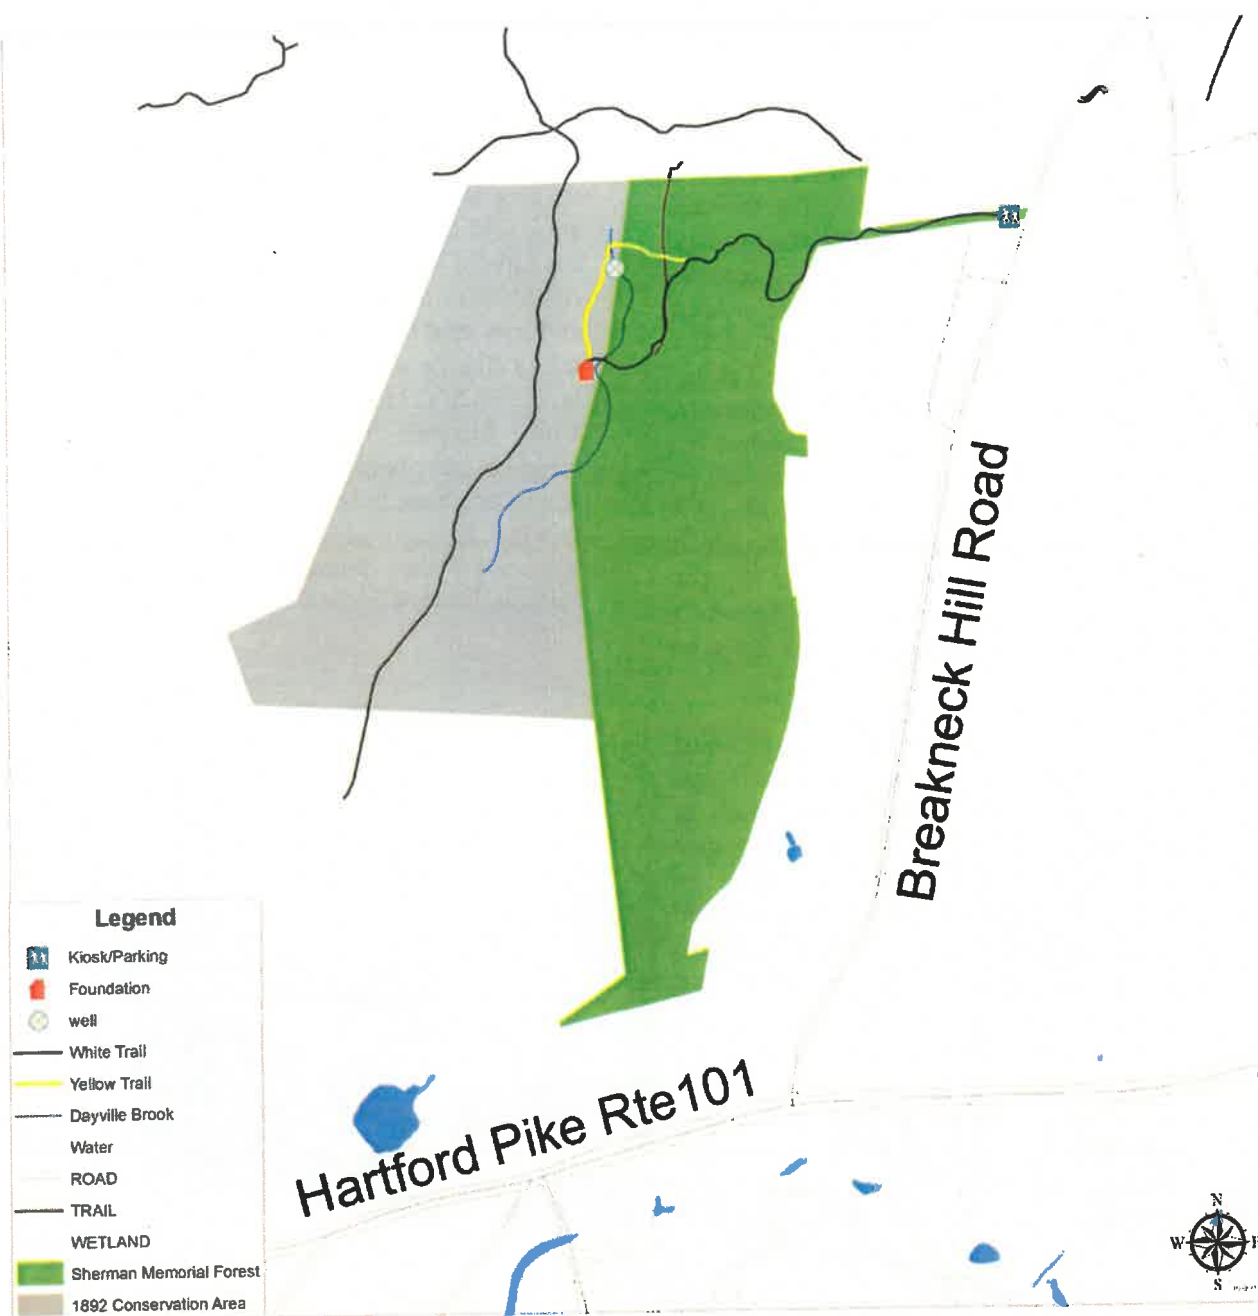 Breakneck Hill Road
Hartford Pike Rte101
Legend
Kiosk/Parking
Foundation
well
White Trail
Yellow Trail
Dayville Brook
Water
ROAD
TRAIL
WETLAND
Sherman Memorial Forest
1892 Conservation Area
N
W
S